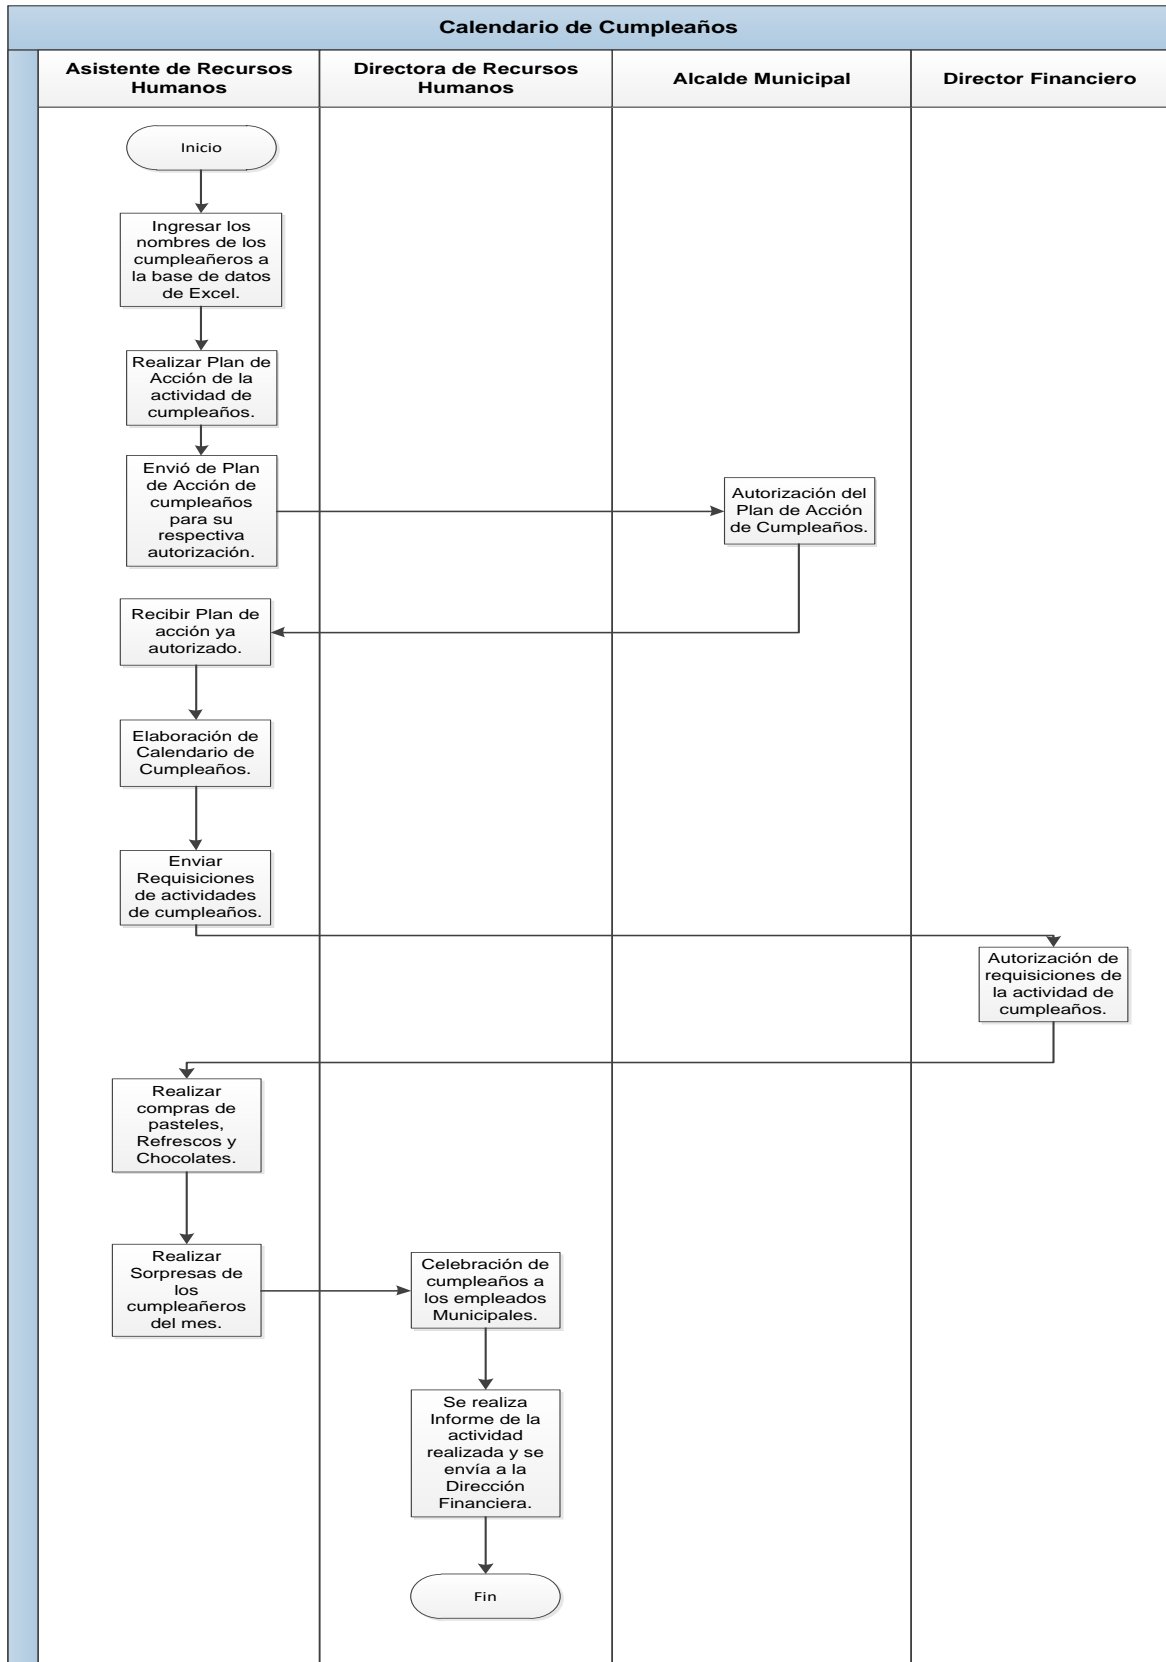 Calendario de Cumpleaños
Asistente de Recursos
Humanos
Directora de Recursos
Humanos
Alcalde Municipal
Director Financiero
Inicio
Ingresar los
nombres de los
cumpleañeros a
la base de datos
de Excel.
Realizar Plan de
Acción de la
actividad de
cumpleaños.
Envió de Plan
de Acción de
cumpleaños
para su
respectiva
autorización.
Autorización del
Plan de Acción
de Cumpleaños.
Recibir Plan de
acción ya
autorizado.
Elaboración de
Calendario de
Cumpleaños.
Enviar
Requisiciones
de actividades
de cumpleaños.
Autorización de
requisiciones de
la actividad de
cumpleaños.
Realizar
compras de
pasteles,
Refrescos y
Chocolates.
Realizar
Sorpresas de
los
cumpleañeros
del mes.
Celebración de
cumpleaños a
los empleados
Municipales.
Se realiza
Informe de la
actividad
realizada y se
envía a la
Dirección
Financiera.
Fin